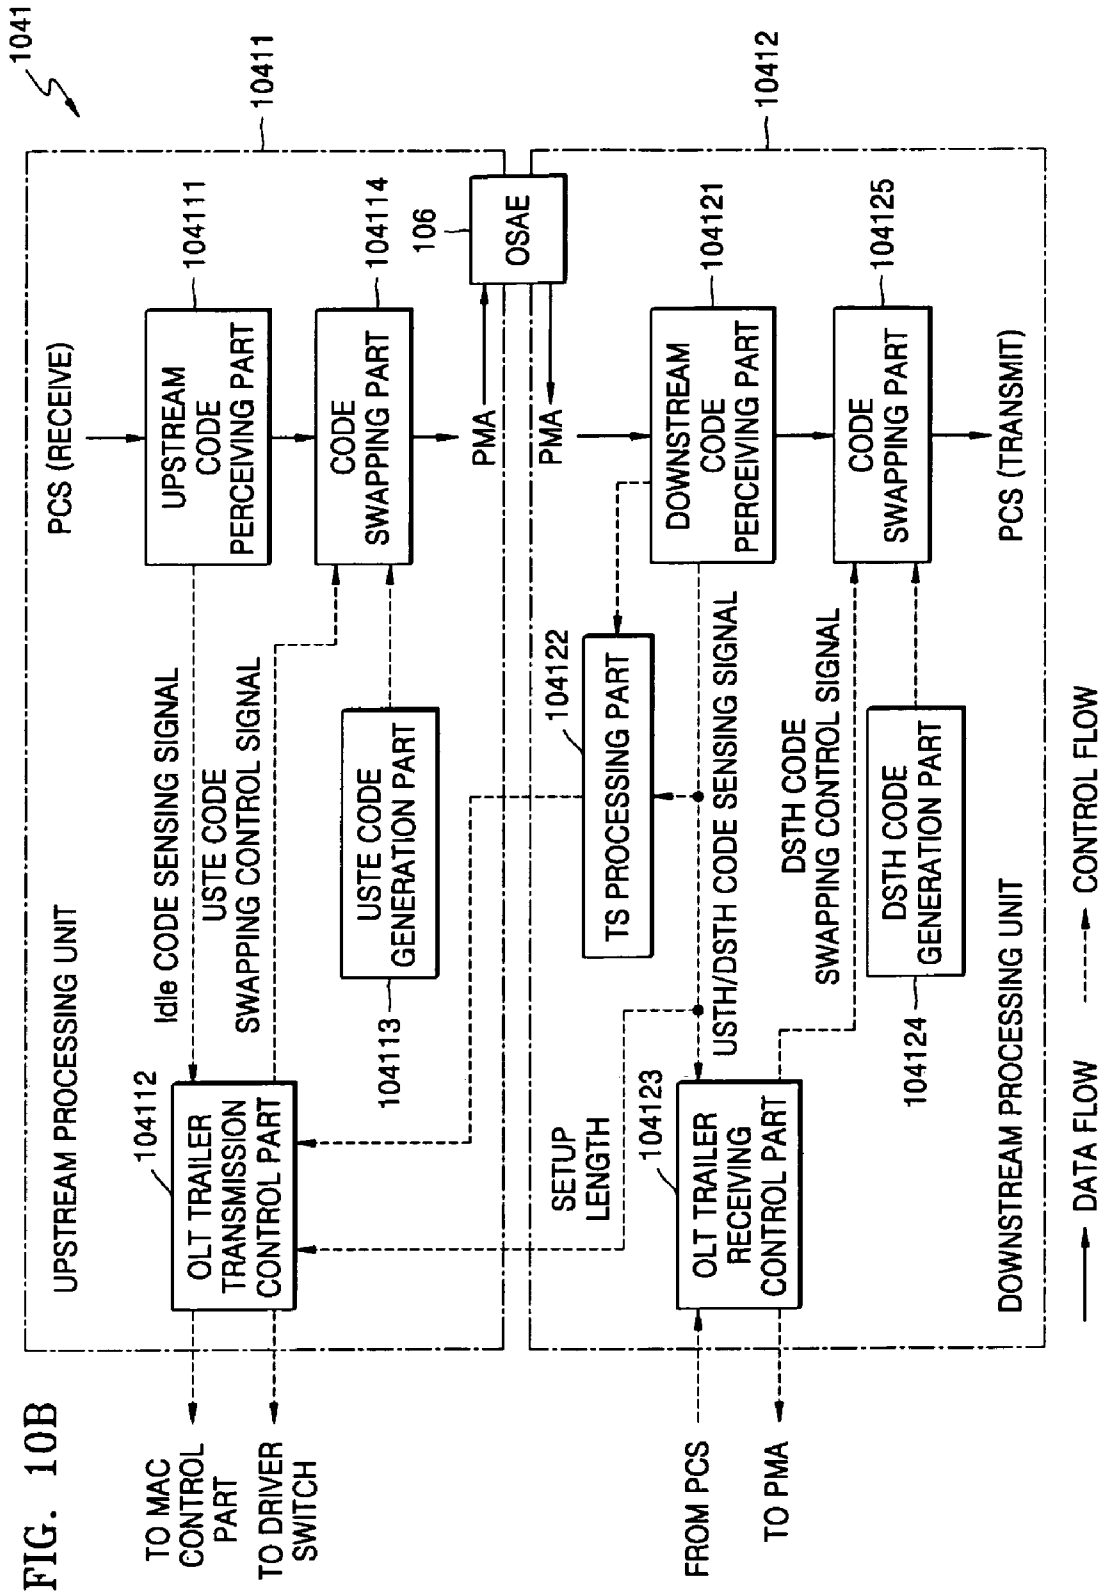 FIG. 10B
1041
UPSTREAM PROCESSING UNIT
10411
PCS (RECEIVE)
UPSTREAM
CODE
PERCEIVING PART
104111
Idle CODE SENSING SIGNAL
104112
OLT TRAILER
TRANSMISSION
CONTROL PART
TO MAC
CONTROL
PART
TO DRIVER
SWITCH
USTE CODE
SWAPPING CONTROL SIGNAL
CODE
SWAPPING PART
104114
USTE CODE
GENERATION PART
104113
PMA
106
OSAE
PMA
10412
SETUP
LENGTH
104122
TS PROCESSING PART
DOWNSTREAM
CODE
PERCEIVING PART
104121
USTH/DSTH CODE SENSING SIGNAL
104123
OLT TRAILER
RECEIVING
CONTROL PART
FROM PCS
TO PMA
DSTH CODE
SWAPPING CONTROL SIGNAL
CODE
SWAPPING PART
104125
DSTH CODE
GENERATION PART
104124
PCS (TRANSMIT)
DOWNSTREAM PROCESSING UNIT
DATA FLOW
CONTROL FLOW